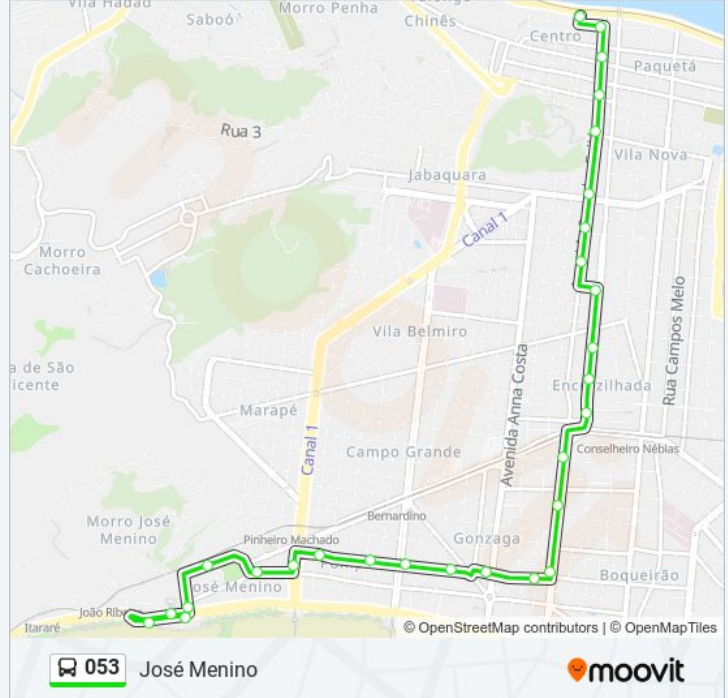 Vila Haddad
Morro Penha
Saboó
Chinês
Centro
Paquetá
Rua 3
Vila Nova
Jabaquara
Canal 1
Morro
Cachoeira
Rua Campos Melo
Vila Belmiro
a de São
icente
Encruzilhada
Avenida Anna Costa
Marapé
Canal 1
Campo Grande
Conselheiro Nébias
Bernardino
Morro José
Menino
Pinheiro Machado
Gonzaga
José Menino
Boqueirão
João Ribe
Itararé
© OpenStreetMap contributors | © OpenMapTiles
053 José Menino
moovit